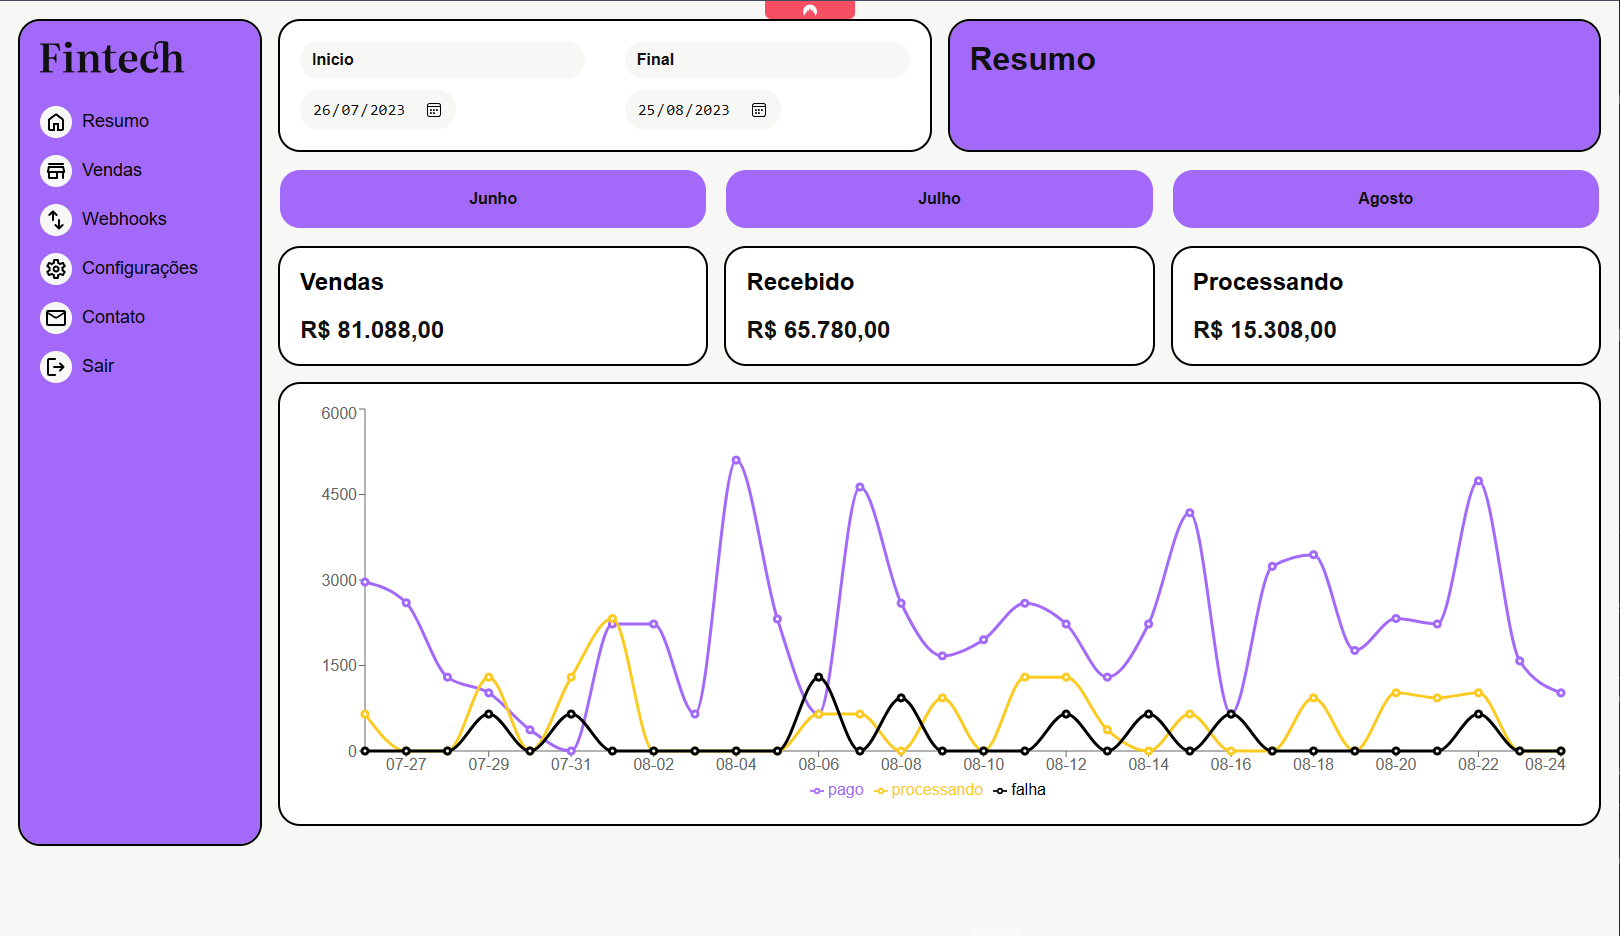 Fintech
Resumo
Vendas
Webhooks
Configurações
Contato
Sair
Inicio
26/07/2023
Final
25/08/2023
Resumo
Junho
Julho
Agosto
Vendas
R$ 81.088,00
Recebido
R$ 65.780,00
Processando
R$ 15.308,00
6000
4500
3000
1500
0
07-27 07-29 07-31 08-02 08-04 08-06 08-08 08-10 08-12 08-14 08-16 08-18 08-20 08-22 08-24
pago processando falha